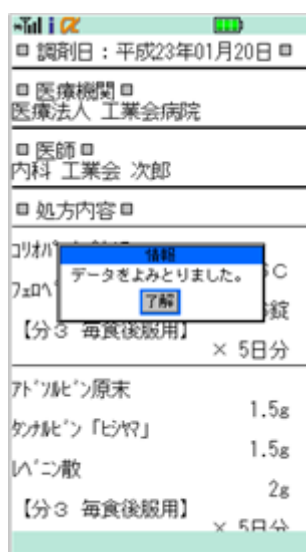 □ 調剤日：平成23年01月20日 □
□ 医療機関 □
医療法人 工業会病院
□ 医師 □
内科 工業会 次郎
□ 処方内容 □
情報
データをよみとりました。
了解
錠
【分3 毎食後服用】
× 5日分
ｱﾄﾞｿﾙﾋﾞﾝ原末
1.5g
ﾀﾝﾅﾙﾋﾞﾝ「ﾋｼﾔﾏ」
1.5g
ﾙﾍﾞﾆﾝ散
2g
【分3 毎食後服用】
× 5日分